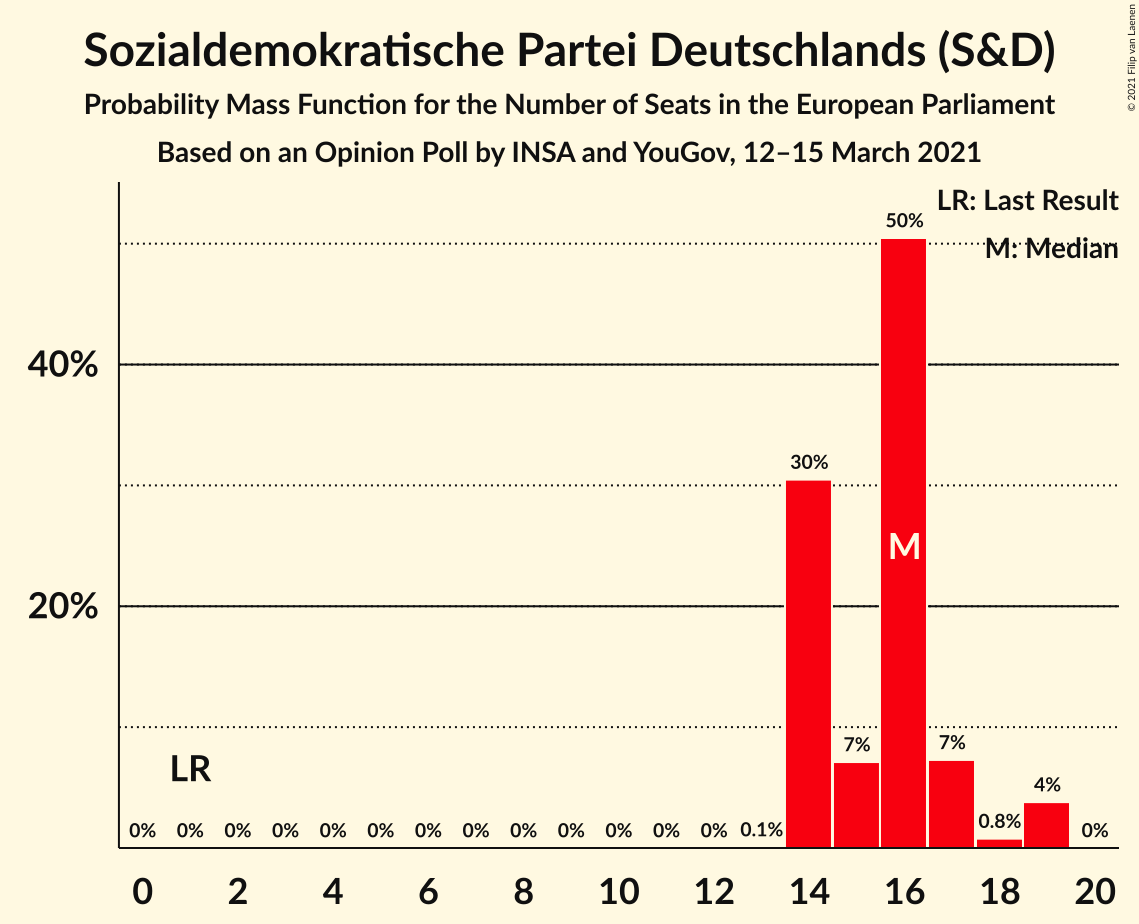 Sozialdemokratische Partei Deutschlands (S&D)
Probability Mass Function for the Number of Seats in the European Parliament
Based on an Opinion Poll by INSA and YouGov, 12–15 March 2021
© 2021 Filip van Laenen
LR: Last Result
M: Median
50%
40%
30%
M
20%
7%
7%
LR
4%
0% 0% 0% 0% 0% 0% 0% 0% 0% 0% 0% 0% 0% 0.1% 0.8% 0%
0 2 4 6 8 10 12 14 16 18 20